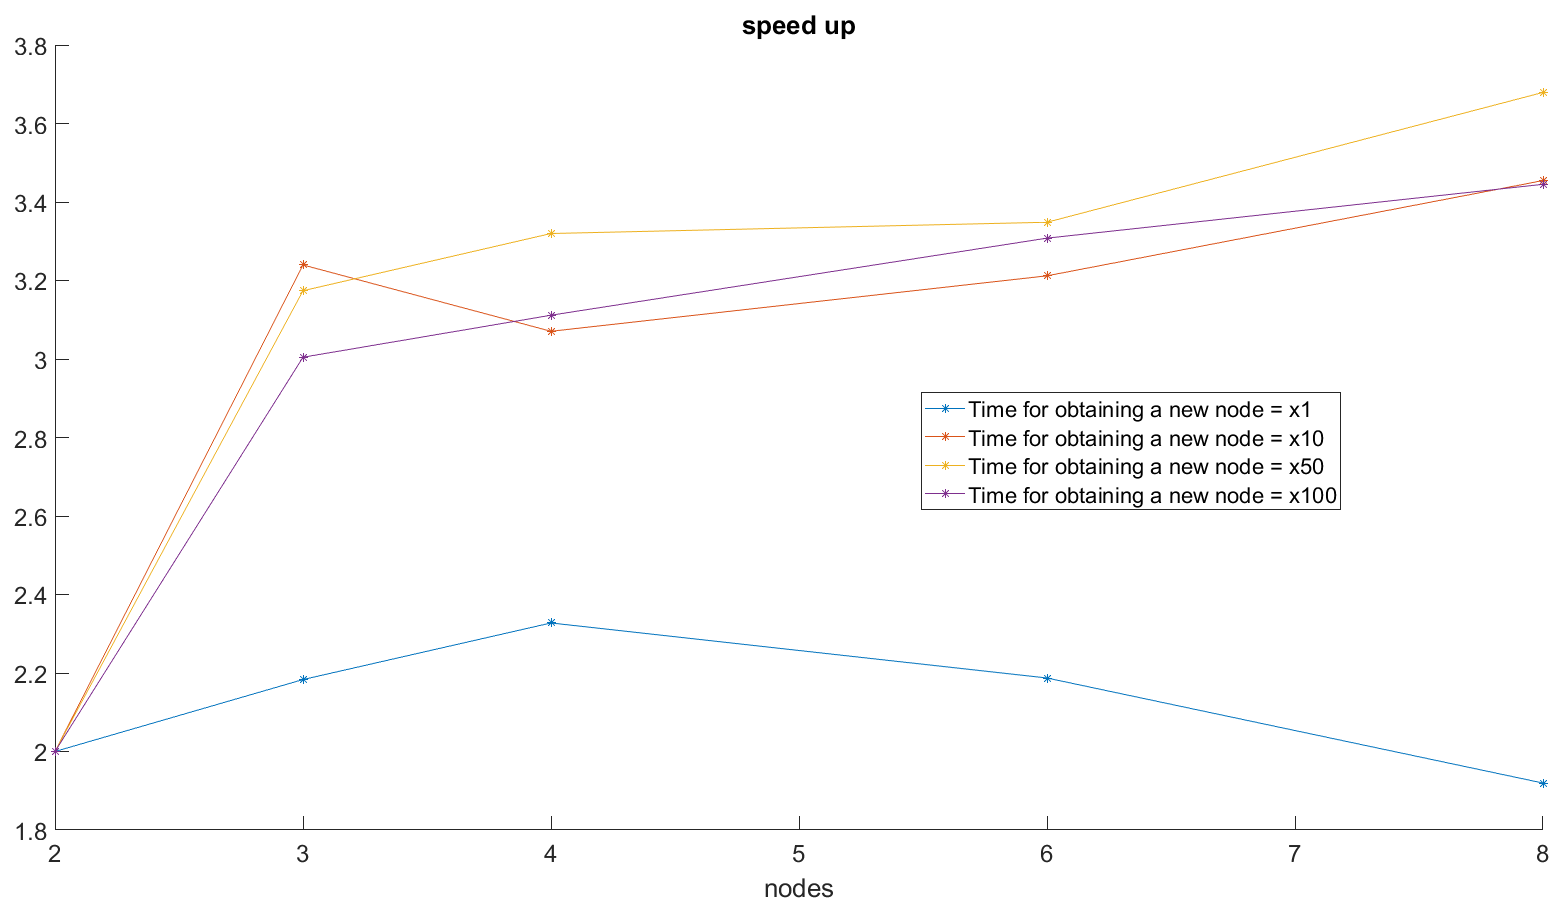 speed up
3.8
3.6
3.4
3.2
3
2.8
2.6
2.4
2.2
2
1.8
Time for obtaining a new node = x1
Time for obtaining a new node = x10
Time for obtaining a new node = x50
Time for obtaining a new node = x100
2 3 4 5 6 7 8
nodes